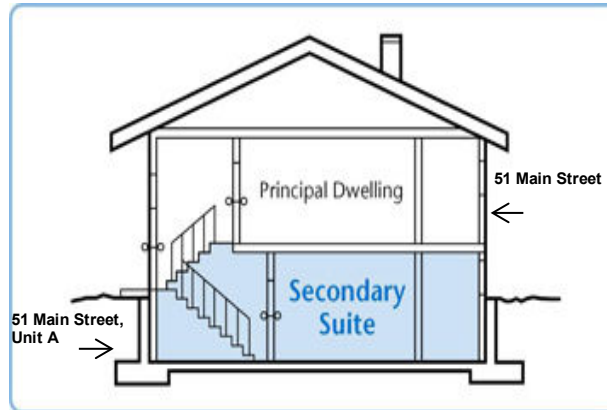 Principal Dwelling
51 Main Street
Secondary
Suite
51 Main Street,
Unit A